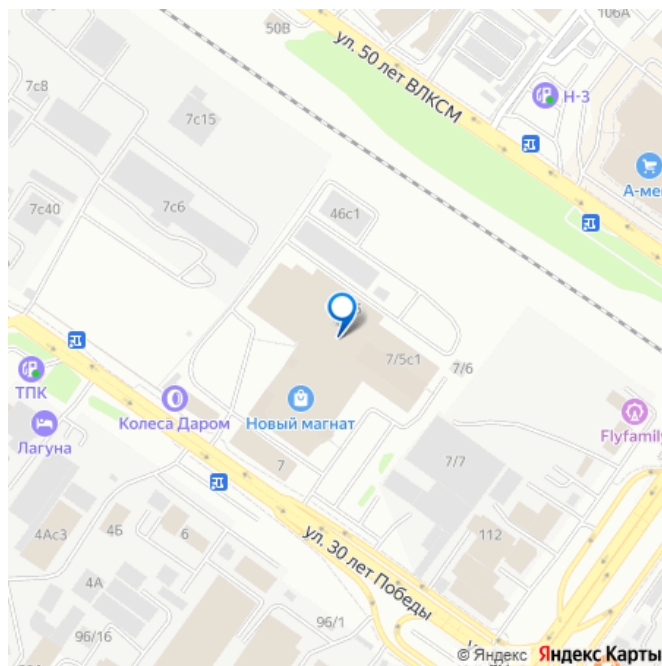 106А
50В
ул. 50 лет ВЛКСМ
7с8
Н-3
7с15
А-ме
7с6
7с40
46с1
7/5с1
7/6
ТПК
Колеса Даром
Новый магнат
Flyfamily
Лагуна
7
7/7
4Ас3
4Б
6
ул. 30 лет Победы
112
4А
96/1
96/16
© Яндекс Яндекс Карты